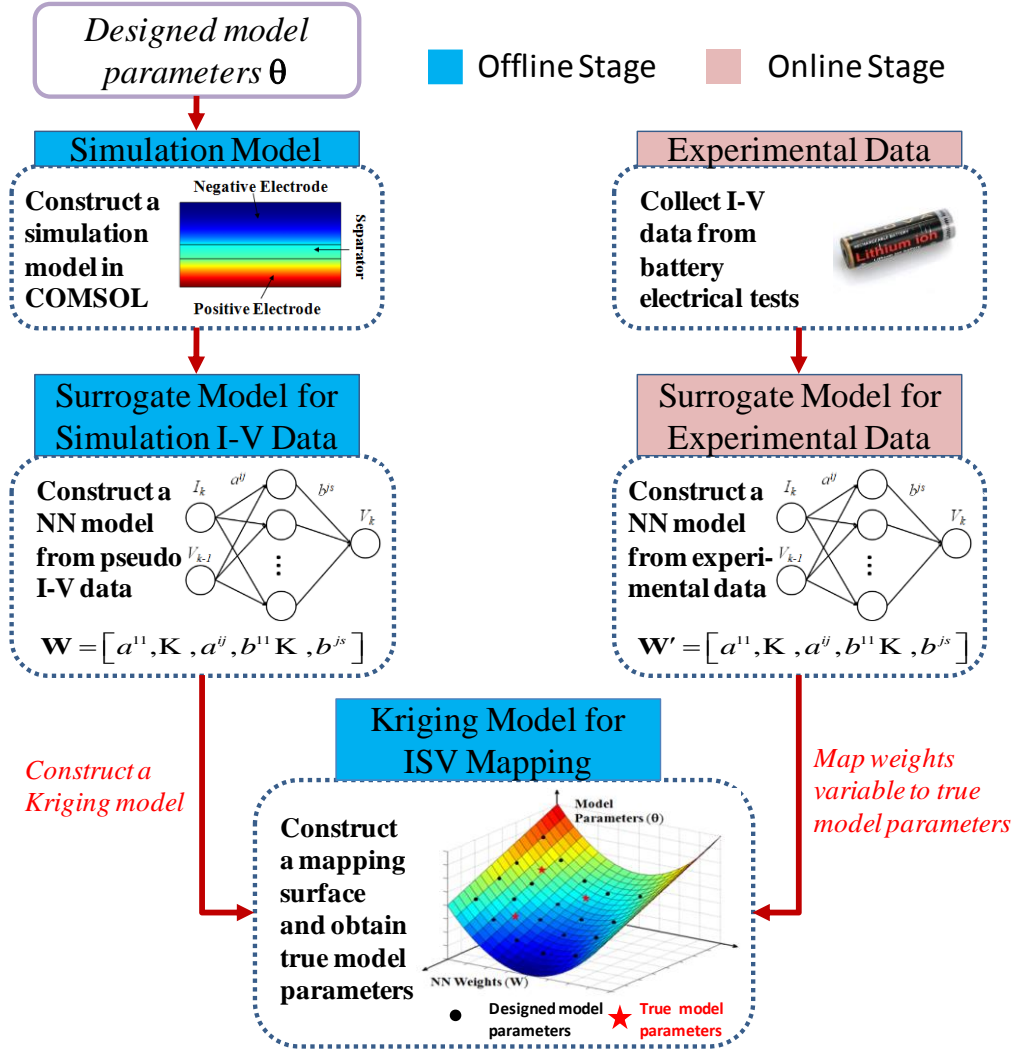 Designed model
parameters θ
Offline Stage
Online Stage
Simulation Model
Construct a
simulation
model in
COMSOL
Negative Electrode
Separator
Positive Electrode
Experimental Data
Collect I-V
data from
battery
electrical tests
Lithium Ion
Surrogate Model for
Simulation I-V Data
Construct a
NN model
from pseudo
I-V data
I_k
a^{ij}
b^{js}
V_k
V_{k-1}
W = [a^{11}, K , a^{ij}, b^{11} K , b^{js}]
Surrogate Model for
Experimental Data
Construct a
NN model
from experi-
mental data
I_k
a^{ij}
b^{js}
V_k
V_{k-1}
W′ = [a^{11}, K , a^{ij}, b^{11} K , b^{js}]
Construct a
Kriging model
Kriging Model for
ISV Mapping
Map weights
variable to true
model parameters
Construct
a mapping
surface
and obtain
true model
parameters
Model
Parameters (θ)
NN Weights (W)
Designed model
parameters
True model
parameters